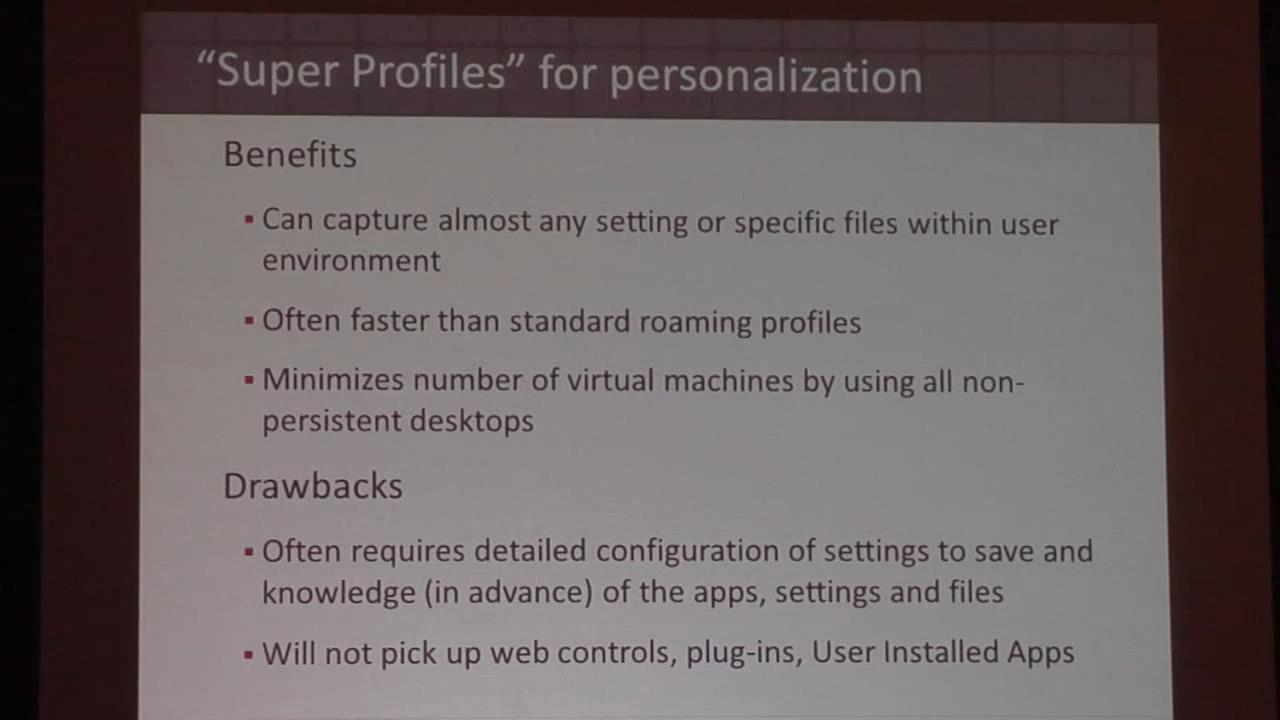 “Super Profiles” for personalization
Benefits
▪ Can capture almost any setting or specific files within user
environment
▪ Often faster than standard roaming profiles
▪ Minimizes number of virtual machines by using all non-
persistent desktops
Drawbacks
▪ Often requires detailed configuration of settings to save and
knowledge (in advance) of the apps, settings and files
▪ Will not pick up web controls, plug-ins, User Installed Apps